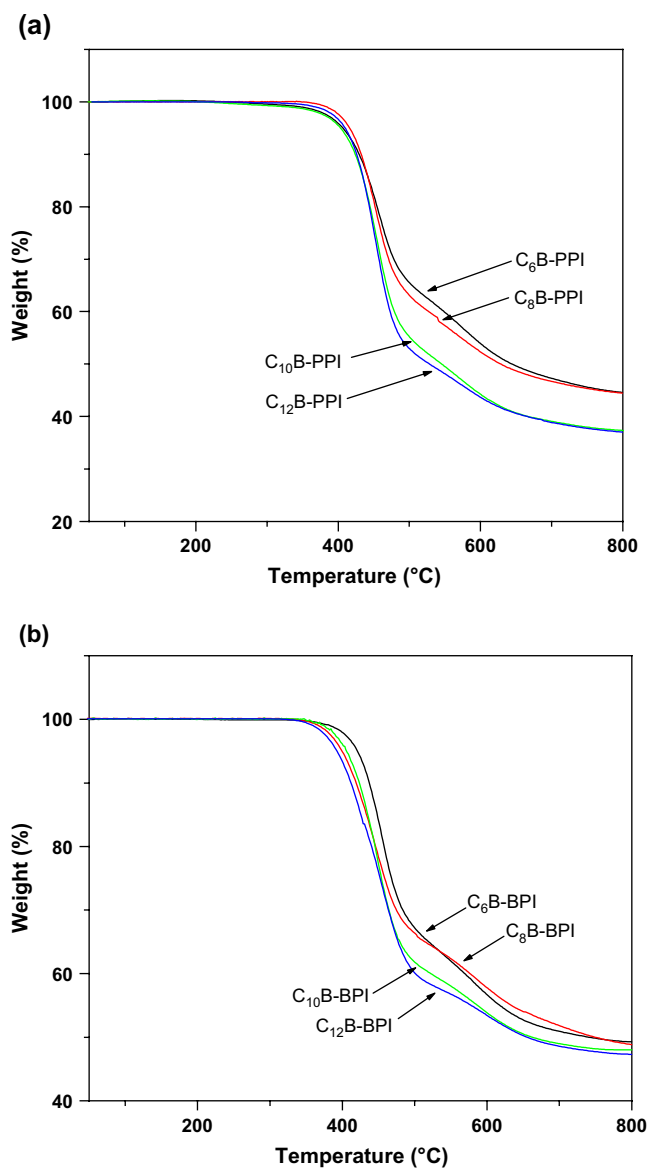 (a)
100
80
60
40
20
200
400
600
800
Weight (%)
Temperature (°C)
C₆B-PPI
C₈B-PPI
C₁₀B-PPI
C₁₂B-PPI
(b)
100
80
60
40
200
400
600
800
Weight (%)
Temperature (°C)
C₆B-BPI
C₈B-BPI
C₁₀B-BPI
C₁₂B-BPI